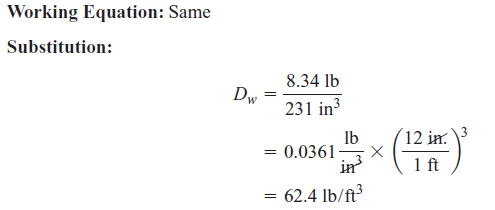 Working Equation: Same
Substitution:
D_w = 8.34 lb / 231 in³
= 0.0361 lb/in³ × (12 in. / 1 ft)³
= 62.4 lb/ft³